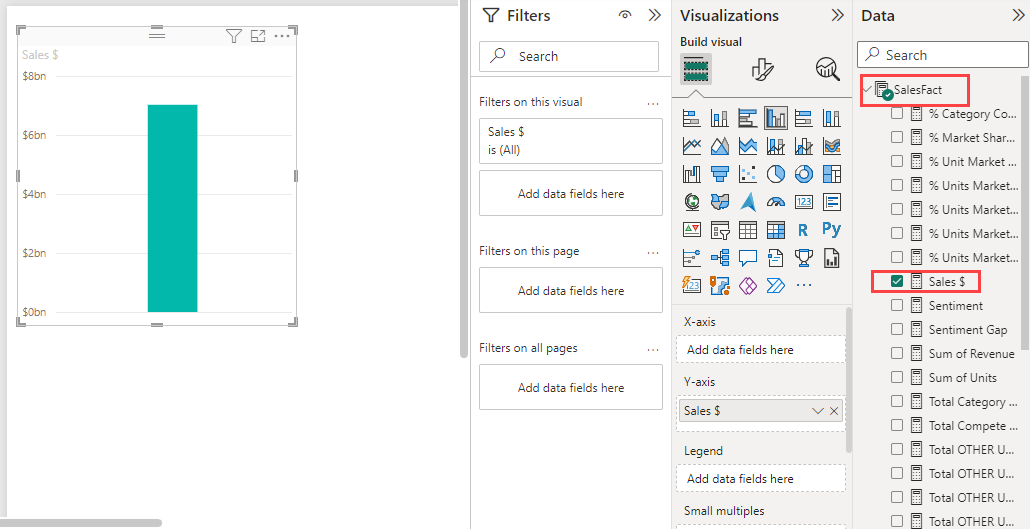 Sales $
$8bn
$6bn
$4bn
$2bn
$0bn
Filters
Search
Filters on this visual
Sales $
is (All)
Add data fields here
Filters on this page
Add data fields here
Filters on all pages
Add data fields here
Visualizations
Build visual
123
R
Py
123
X-axis
Add data fields here
Y-axis
Sales $
Legend
Add data fields here
Small multiples
Data
Search
SalesFact
% Category Co...
% Market Shar...
% Unit Market ...
% Units Market...
% Units Market...
% Units Market...
% Units Market...
Sales $
Sentiment
Sentiment Gap
Sum of Revenue
Sum of Units
Total Category ...
Total Compete ...
Total OTHER U...
Total OTHER U...
Total OTHER U...
Total OTHER U...